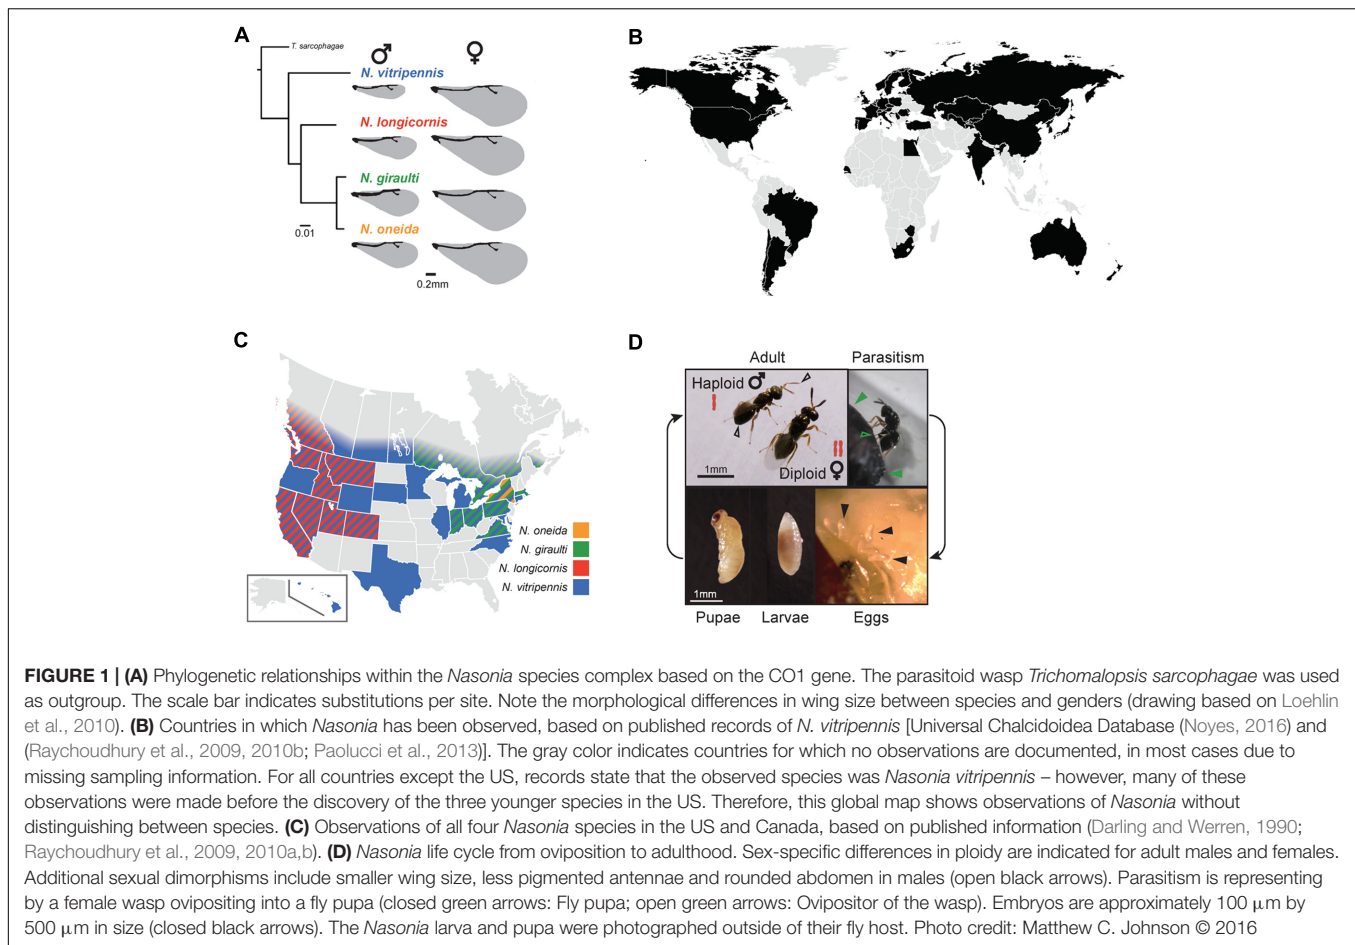 A
T. sarcophagae
♂ ♀
N. vitripennis
N. longicornis
N. giraulti
N. oneida
0.01
0.2mm
B
C
N. oneida
N. giraulti
N. longicornis
N. vitripennis
D
Adult Parasitism
Haploid ♂
Diploid ♀
1mm
1mm
Pupae Larvae Eggs
FIGURE 1 | (A) Phylogenetic relationships within the Nasonia species complex based on the CO1 gene. The parasitoid wasp Trichomalopsis sarcophagae was used
as outgroup. The scale bar indicates substitutions per site. Note the morphological differences in wing size between species and genders (drawing based on Loehlin
et al., 2010). (B) Countries in which Nasonia has been observed, based on published records of N. vitripennis [Universal Chalcidoidea Database (Noyes, 2016) and
(Raychoudhury et al., 2009, 2010b; Paolucci et al., 2013)]. The gray color indicates countries for which no observations are documented, in most cases due to
missing sampling information. For all countries except the US, records state that the observed species was Nasonia vitripennis – however, many of these
observations were made before the discovery of the three younger species in the US. Therefore, this global map shows observations of Nasonia without
distinguishing between species. (C) Observations of all four Nasonia species in the US and Canada, based on published information (Darling and Werren, 1990;
Raychoudhury et al., 2009, 2010a,b). (D) Nasonia life cycle from oviposition to adulthood. Sex-specific differences in ploidy are indicated for adult males and females.
Additional sexual dimorphisms include smaller wing size, less pigmented antennae and rounded abdomen in males (open black arrows). Parasitism is representing
by a female wasp ovipositing into a fly pupa (closed green arrows: Fly pupa; open green arrows: Ovipositor of the wasp). Embryos are approximately 100 μm by
500 μm in size (closed black arrows). The Nasonia larva and pupa were photographed outside of their fly host. Photo credit: Matthew C. Johnson © 2016